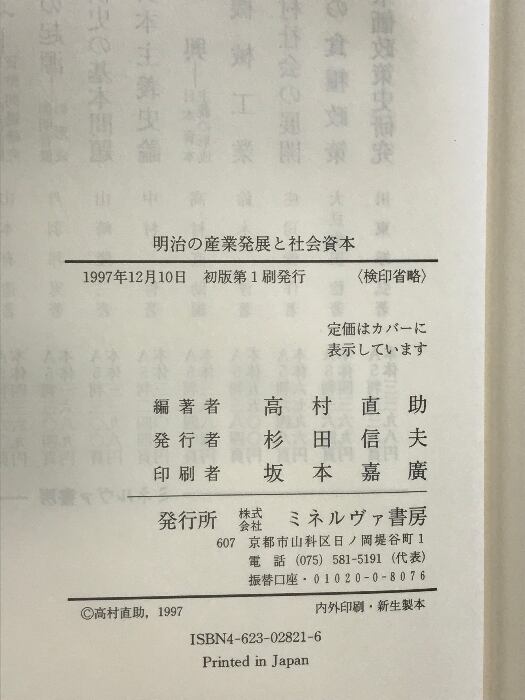 明治の産業発展と社会資本
1997年12月10日 初版第1刷発行 〈検印省略〉
定価はカバーに
表示しています
編著者 高村直助
発行者 杉田信夫
印刷者 坂本嘉廣
発行所 株式会社 ミネルヴァ書房
607 京都市山科区日ノ岡堤谷町1
電話 (075) 581-5191 (代表)
振替口座・01020-0-8076
©高村直助, 1997 内外印刷・新生製本
ISBN4-623-02821-6
Printed in Japan